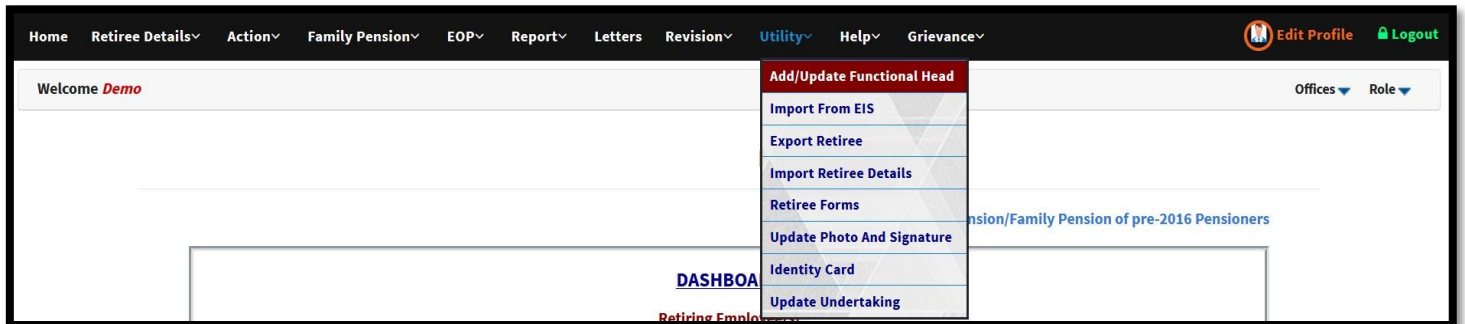 Home Retiree Details Action Family Pension EOP Report Letters Revision Utility Help Grievance Edit Profile Logout
Welcome Demo Offices Role
Add/Update Functional Head
Import From EIS
Export Retiree
Import Retiree Details
Retiree Forms
nsion/Family Pension of pre-2016 Pensioners
Update Photo And Signature
Identity Card
DASHBOA
Update Undertaking
Retiring